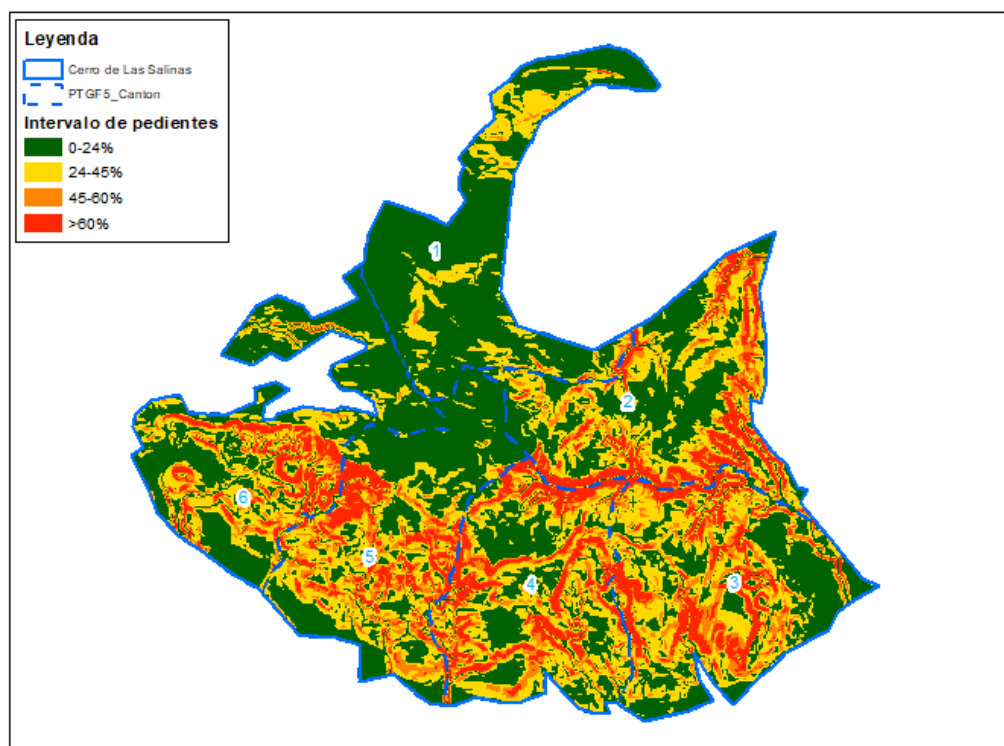 Leyenda
Cerro de Las Salinas
PTGF5_Canton
Intervalo de pedientes
0-24%
24-45%
45-60%
>60%
1
2
6
5
4
3